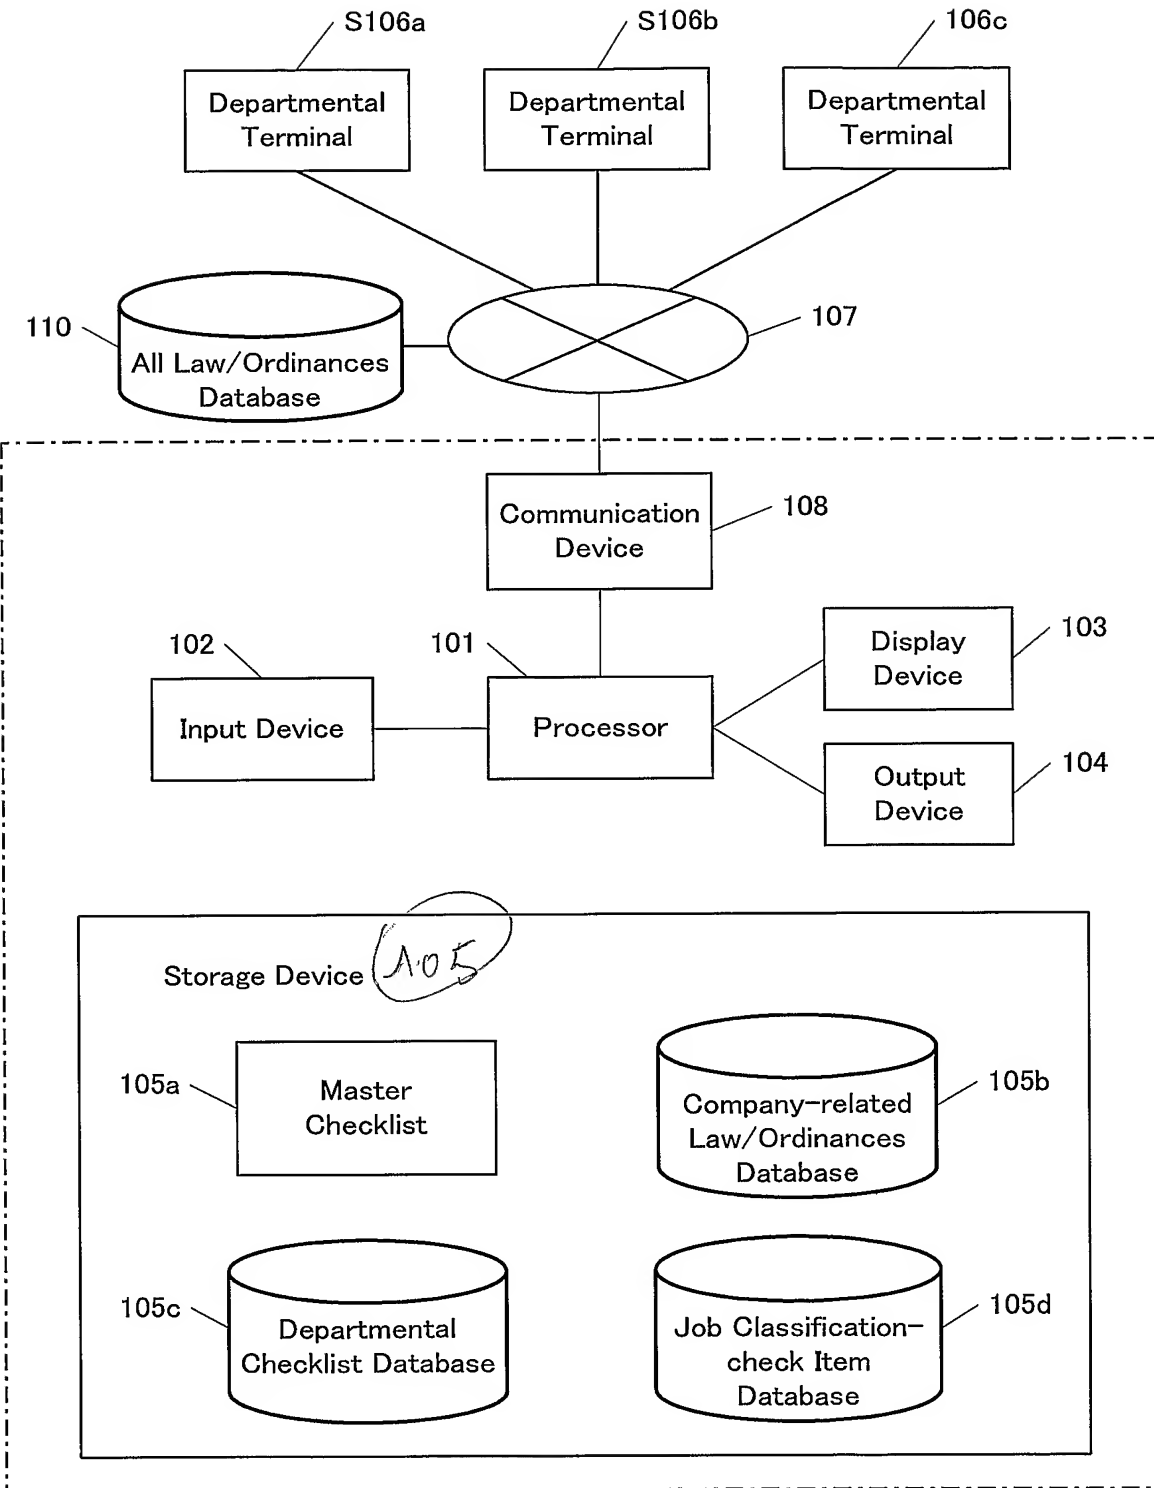 S106a
S106b
106c
Departmental
Terminal
Departmental
Terminal
Departmental
Terminal
110
All Law/Ordinances
Database
107
Communication
Device
108
102
101
103
Input Device
Processor
Display
Device
104
Output
Device
Storage Device
105
105a
Master
Checklist
105b
Company-related
Law/Ordinances
Database
105c
Departmental
Checklist Database
105d
Job Classification-
check Item
Database